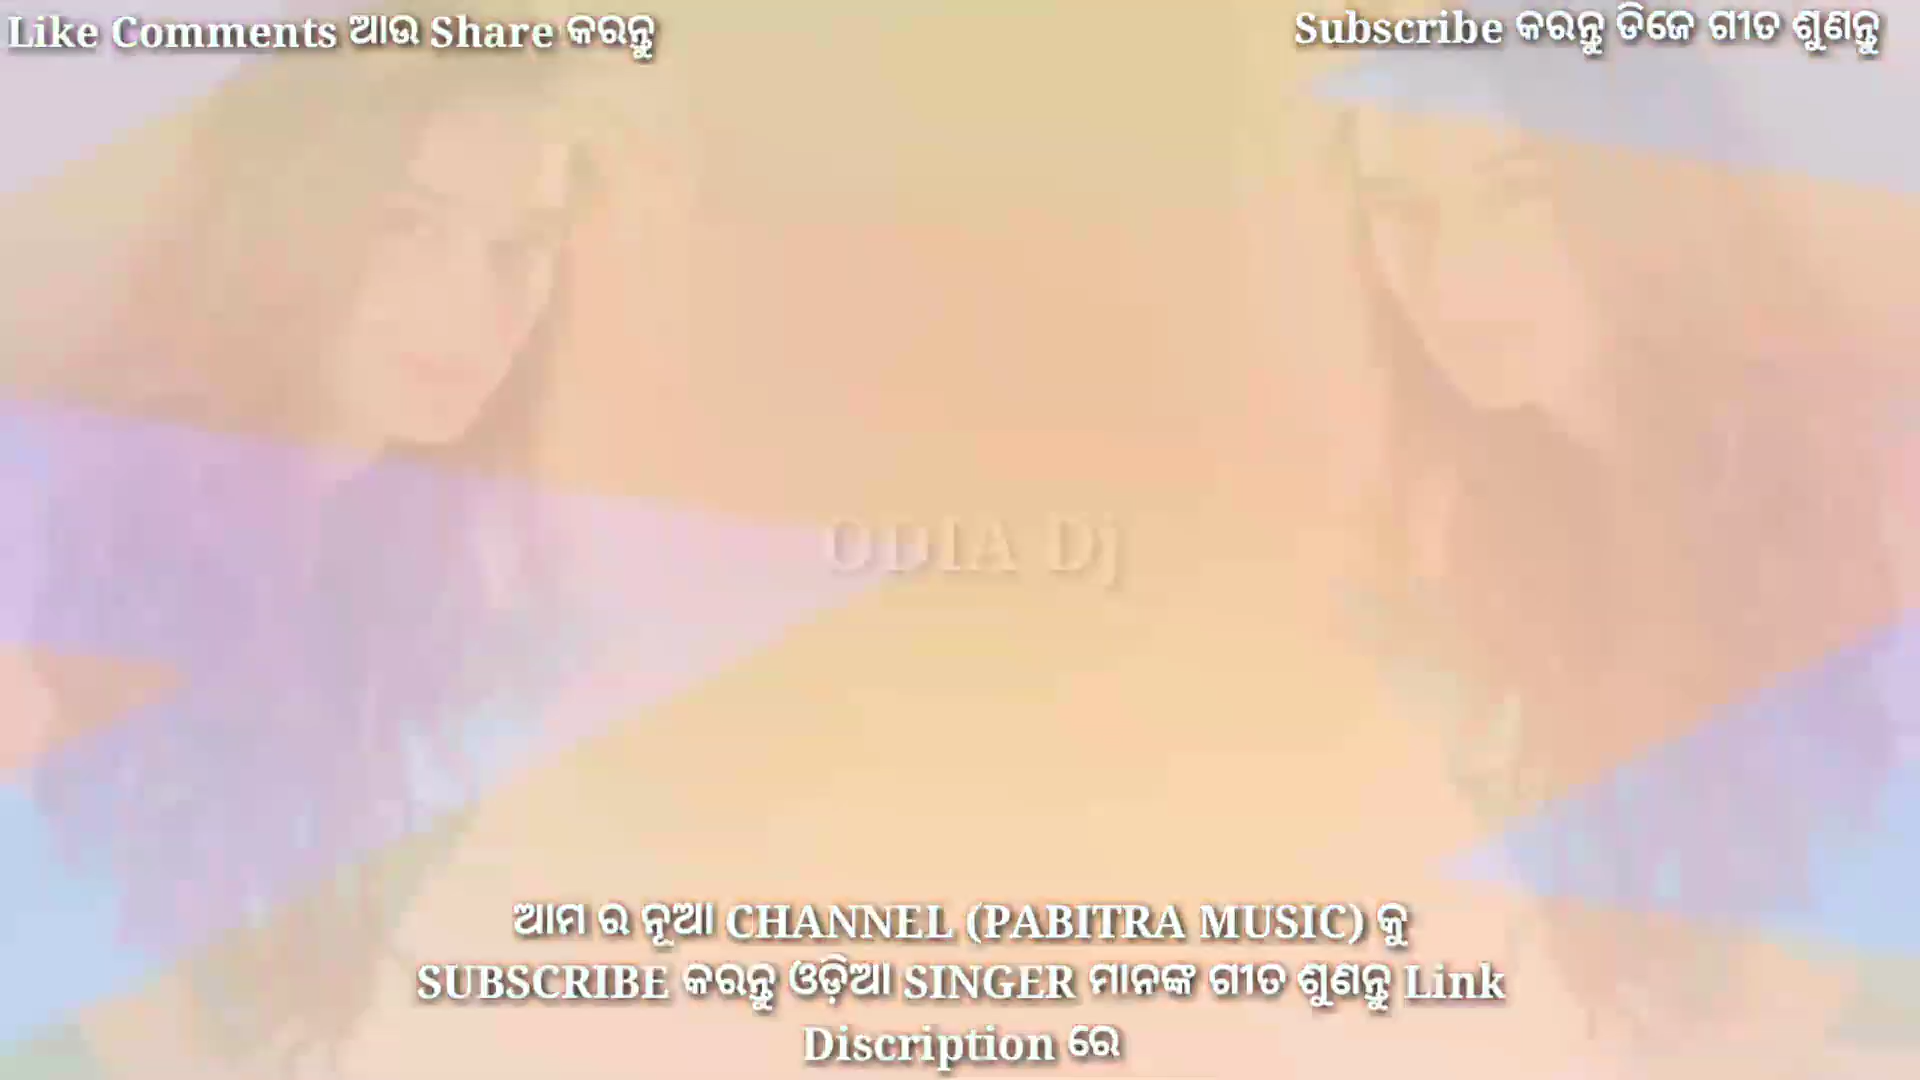 Like Comments ଆଉ Share କରନ୍ତୁ
Subscribe କରନ୍ତୁ ଡିଜେ ଗୀତ ଶୁଣନ୍ତୁ
ODIA Dj
ଆମ ର ନୂଆ CHANNEL (PABITRA MUSIC) କୁ
SUBSCRIBE କରନ୍ତୁ ଓଡ଼ିଆ SINGER ମାନଙ୍କ ଗୀତ ଶୁଣନ୍ତୁ Link
Discription ରେ